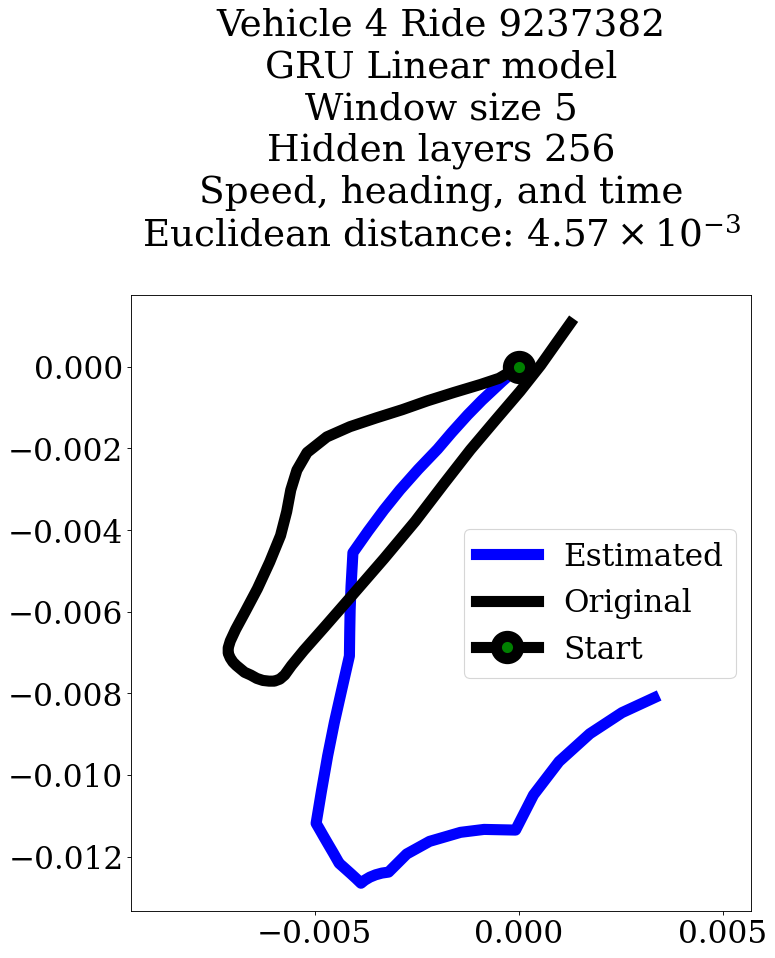 Vehicle 4 Ride 9237382
GRU Linear model
Window size 5
Hidden layers 256
Speed, heading, and time
Euclidean distance: 4.57 × 10⁻³
0.000
−0.002
−0.004
−0.006
−0.008
−0.010
−0.012
Estimated
Original
Start
−0.005 0.000 0.005